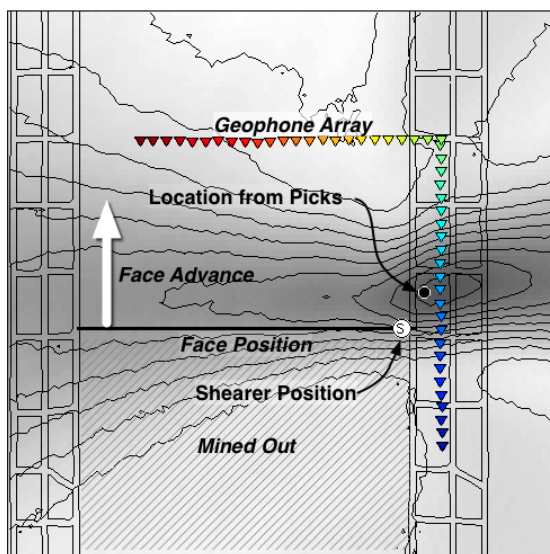 Geophone Array
Location from Picks
Face Advance
S
Face Position
Shearer Position
Mined Out